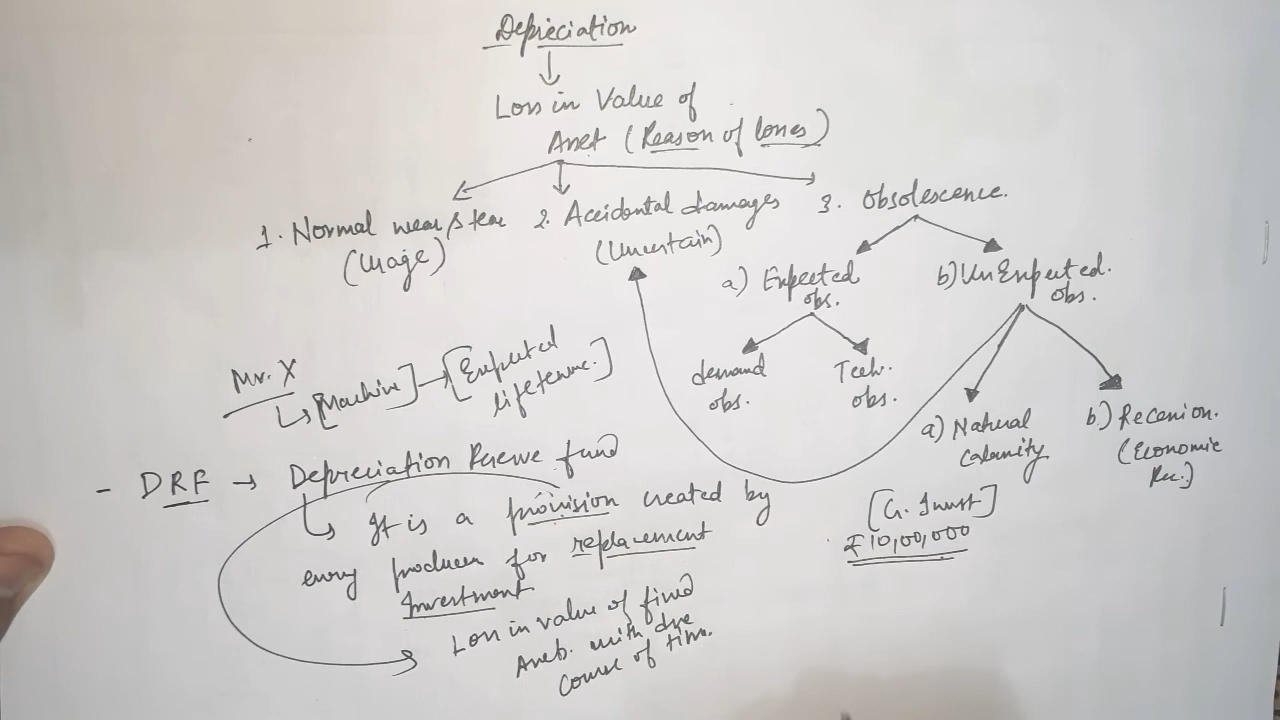 Depreciation
Loss in Value of
Asset (Reason of losses)
1. Normal wear & tear
(Usage)
2. Accidental damages
(Uncertain)
3. Obsolescence.
a) Expected
obs.
b) UnExpected.
obs.
demand
obs.
Tech.
obs.
a) Natural
Calamity
b.) Recession.
(Economic
Rec.)
[G. Invst]
₹10,00,000
Mr. X
[Machine] → [Expected
lifetime.]
- DRF → Depreciation Reserve fund
It is a provision created by
every producer for replacement
Investment
Loss in value of fixed
Assets. with due
course of time.